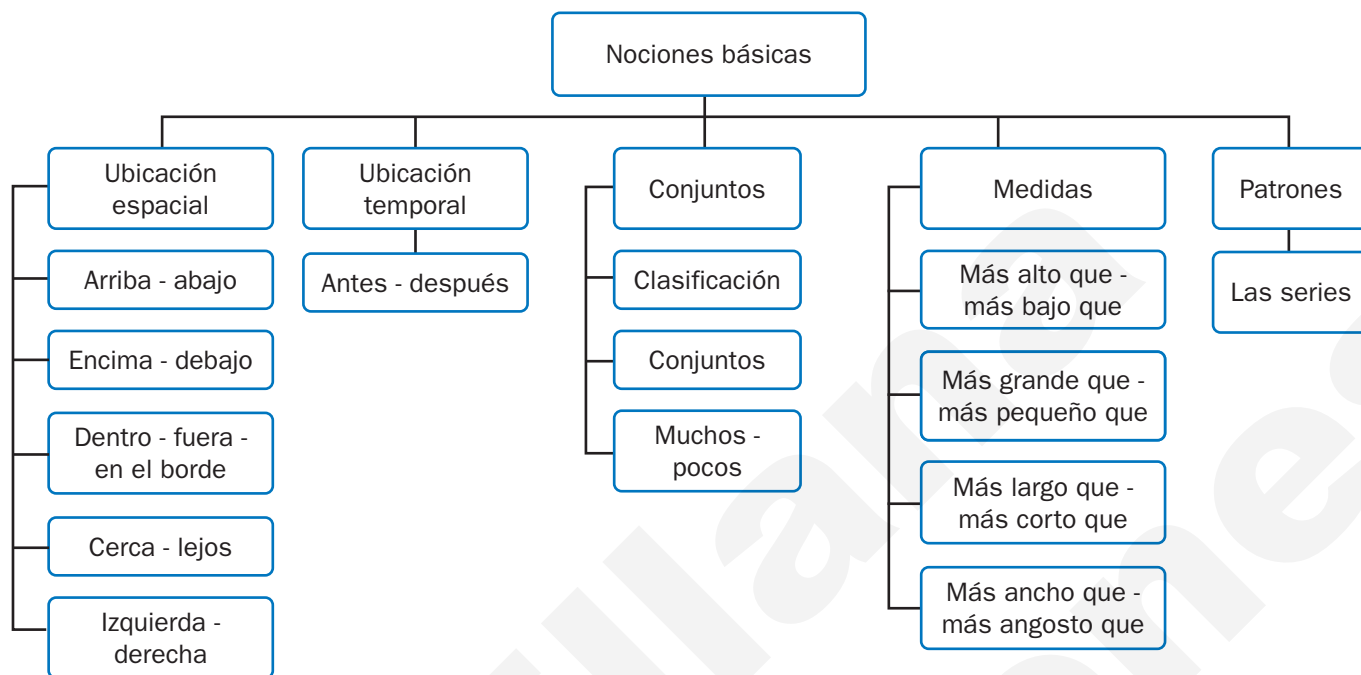 Nociones básicas
Ubicación
espacial
Arriba - abajo
Encima - debajo
Dentro - fuera -
en el borde
Cerca - lejos
Izquierda -
derecha
Ubicación
temporal
Antes - después
Conjuntos
Clasificación
Conjuntos
Muchos -
pocos
Medidas
Más alto que -
más bajo que
Más grande que -
más pequeño que
Más largo que -
más corto que
Más ancho que -
más angosto que
Patrones
Las series